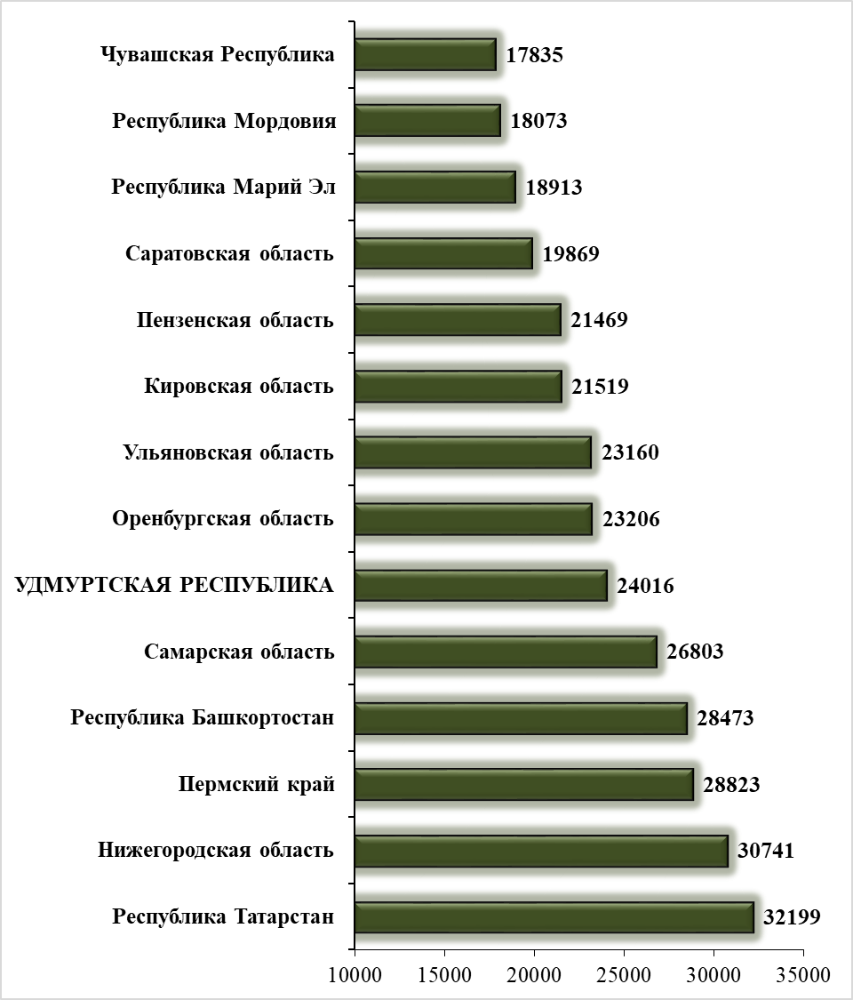 Чувашская Республика 17835
Республика Мордовия 18073
Республика Марий Эл 18913
Саратовская область 19869
Пензенская область 21469
Кировская область 21519
Ульяновская область 23160
Оренбургская область 23206
УДМУРТСКАЯ РЕСПУБЛИКА 24016
Самарская область 26803
Республика Башкортостан 28473
Пермский край 28823
Нижегородская область 30741
Республика Татарстан 32199
10000 15000 20000 25000 30000 35000